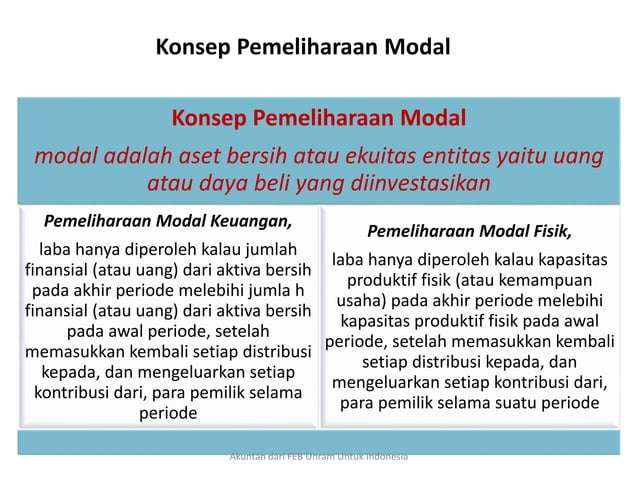 Konsep Pemeliharaan Modal
Konsep Pemeliharaan Modal
modal adalah aset bersih atau ekuitas entitas yaitu uang
atau daya beli yang diinvestasikan
Pemeliharaan Modal Keuangan,
laba hanya diperoleh kalau jumlah
finansial (atau uang) dari aktiva bersih
pada akhir periode melebihi jumla h
finansial (atau uang) dari aktiva bersih
pada awal periode, setelah
memasukkan kembali setiap distribusi
kepada, dan mengeluarkan setiap
kontribusi dari, para pemilik selama
periode
Pemeliharaan Modal Fisik,
laba hanya diperoleh kalau kapasitas
produktif fisik (atau kemampuan
usaha) pada akhir periode melebihi
kapasitas produktif fisik pada awal
periode, setelah memasukkan kembali
setiap distribusi kepada, dan
mengeluarkan setiap kontribusi dari,
para pemilik selama suatu periode
Akuntan dari FEB Unram Untuk Indonesia